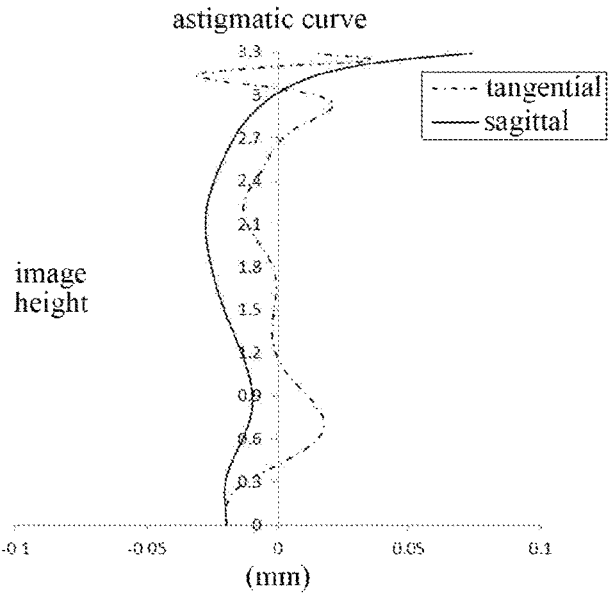 astigmatic curve
3.3
3
2.7
2.4
2.1
1.8
1.5
1.2
0.9
0.6
0.3
0
tangential
sagittal
image
height
-0.1
-0.05
0
0.05
0.1
(mm)